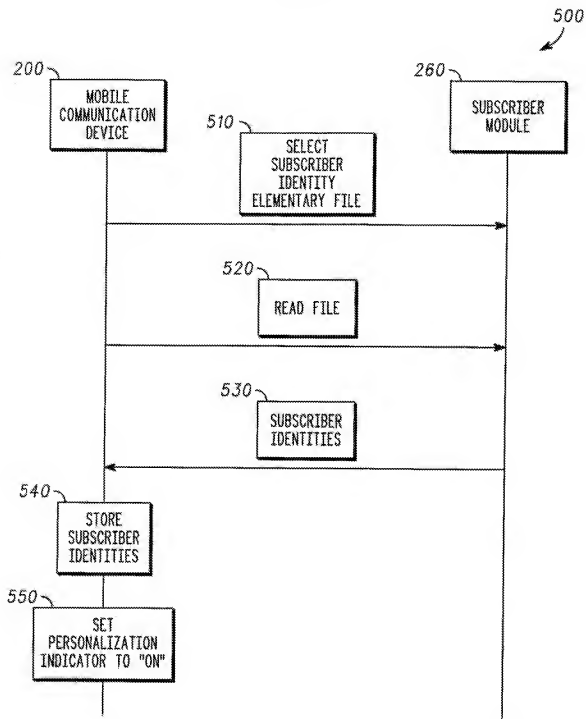 500
200
MOBILE
COMMUNICATION
DEVICE
260
SUBSCRIBER
MODULE
510
SELECT
SUBSCRIBER
IDENTITY
ELEMENTARY FILE
520
READ FILE
530
SUBSCRIBER
IDENTITIES
540
STORE
SUBSCRIBER
IDENTITIES
550
SET
PERSONALIZATION
INDICATOR TO "ON"